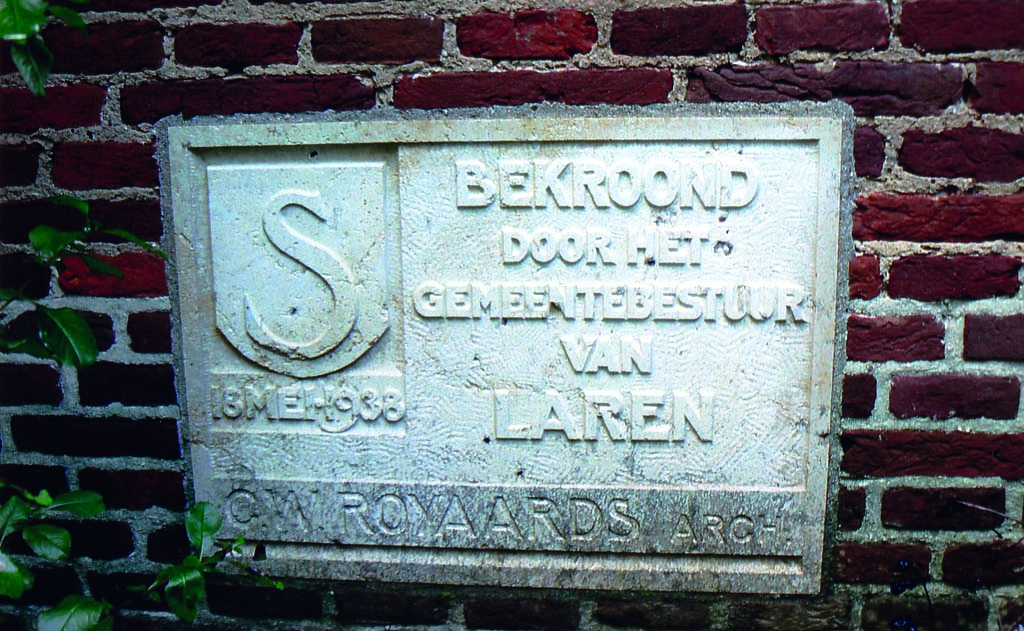 S
18 MEI 1938
BEKROOND
DOOR HET
GEMEENTEBESTUUR
VAN
LAREN
C.W. ROYAARDS ARCH.